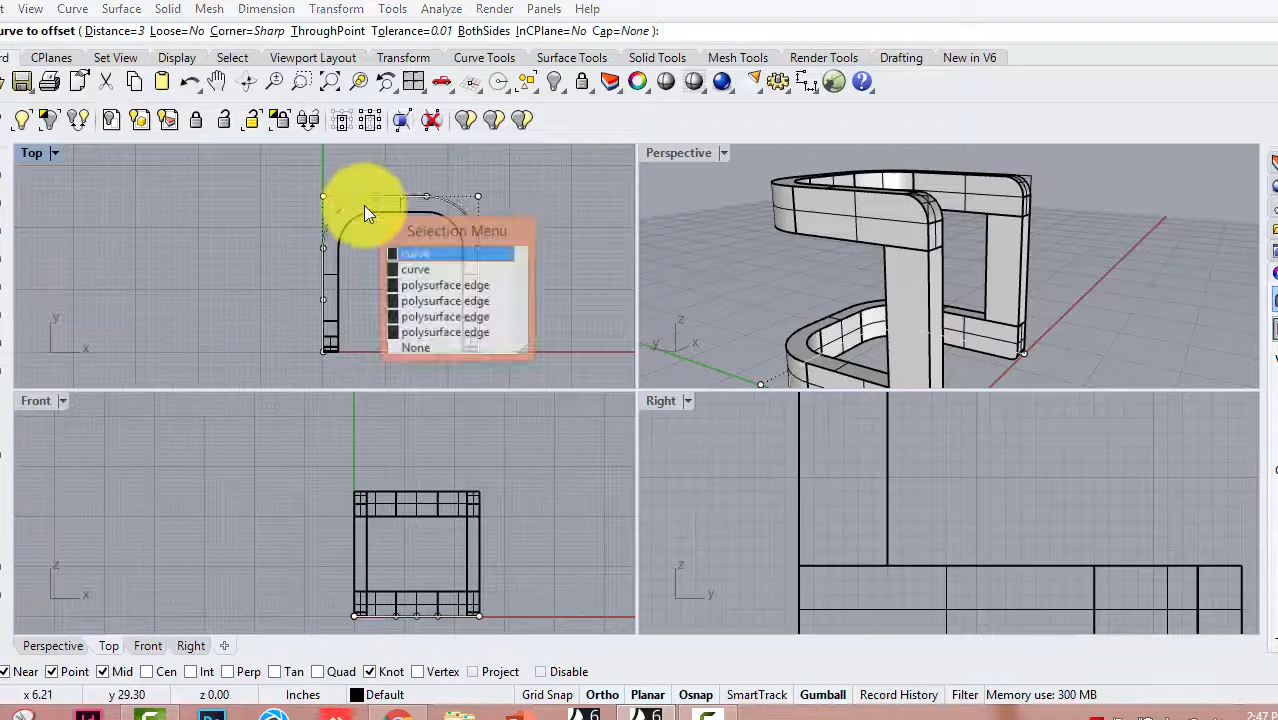 View Curve Surface Solid Mesh Dimension Transform Tools Analyze Render Panels Help
urve to offset ( Distance=3 Loose=No Corner=Sharp ThroughPoint Tolerance=0.01 BothSides InCPlane=No Cap=None ):
rd CPlanes Set View Display Select Viewport Layout Transform Curve Tools Surface Tools Solid Tools Mesh Tools Render Tools Drafting New in V6
Top
Perspective
Selection Menu
curve
curve
polysurface edge
polysurface edge
polysurface edge
polysurface edge
None
y
x
z
y
x
Front
Right
z
x
z
y
Perspective Top Front Right
Near Point Mid Cen Int Perp Tan Quad Knot Vertex Project Disable
x 6.21 y 29.30 z 0.00 Inches Default Grid Snap Ortho Planar Osnap SmartTrack Gumball Record History Filter Memory use: 300 MB
Ps 6 6